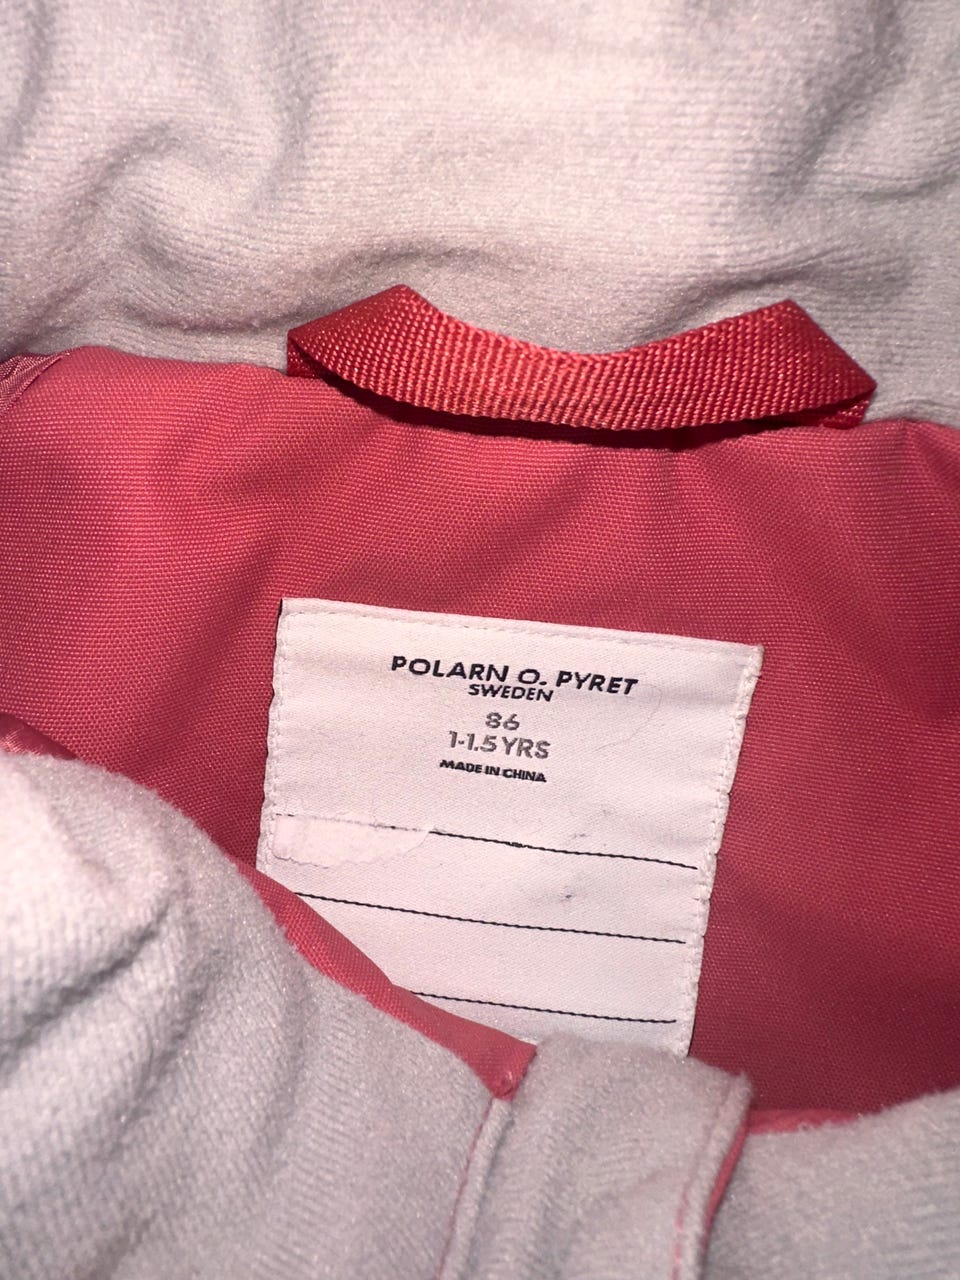 POLARN O. PYRET
SWEDEN
86
1-1.5 YRS
MADE IN CHINA